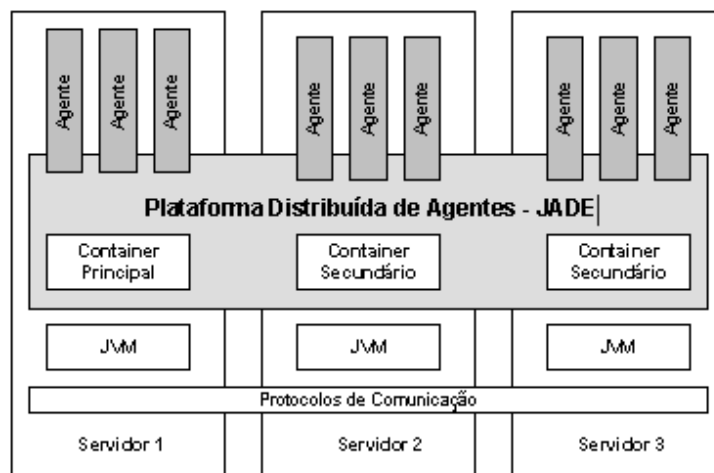 Agente
Agente
Agente
Agente
Agente
Agente
Agente
Agente
Agente
Plataforma Distribuída de Agentes - JADE
Container
Principal
Container
Secundário
Container
Secundário
JVM
JVM
JVM
Protocolos de Comunicação
Servidor 1
Servidor 2
Servidor 3